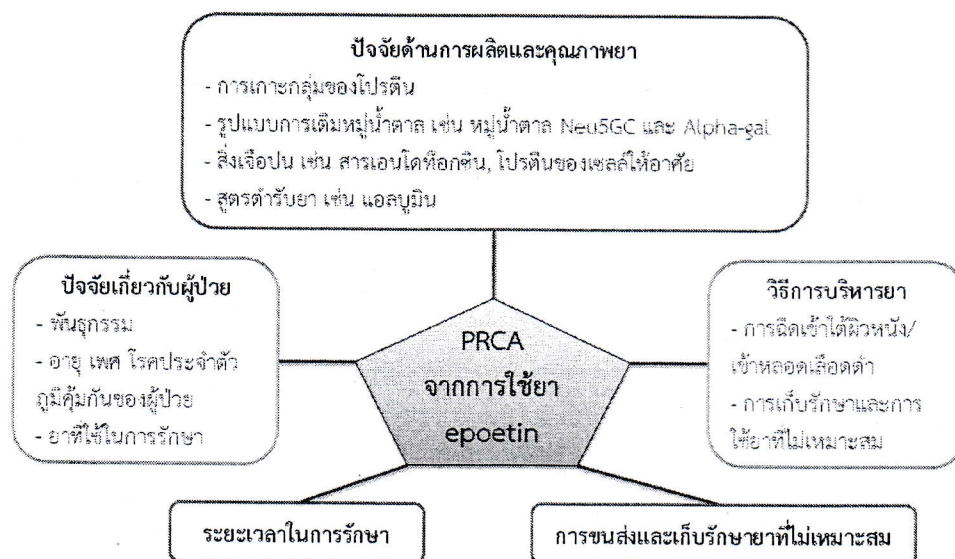 ปัจจัยด้านการผลิตและคุณภาพยา
- การเกาะกลุ่มของโปรตีน
- รูปแบบการเติมหมู่น้ำตาล เช่น หมู่น้ำตาล Neu5GC และ Alpha-gal
- สิ่งเจือปน เช่น สารเอนโดท็อกซิน, โปรตีนของเซลล์ให้อาศัย
- สูตรตำรับยา เช่น แอลบูมิน
ปัจจัยเกี่ยวกับผู้ป่วย
- พันธุกรรม
- อายุ เพศ โรคประจำตัว
ภูมิคุ้มกันของผู้ป่วย
- ยาที่ใช้ในการรักษา
PRCA
จากการใช้ยา
epoetin
วิธีการบริหารยา
- การฉีดเข้าใต้ผิวหนัง/
เข้าหลอดเลือดดำ
- การเก็บรักษาและการ
ใช้ยาที่ไม่เหมาะสม
ระยะเวลาในการรักษา
การขนส่งและเก็บรักษายาที่ไม่เหมาะสม